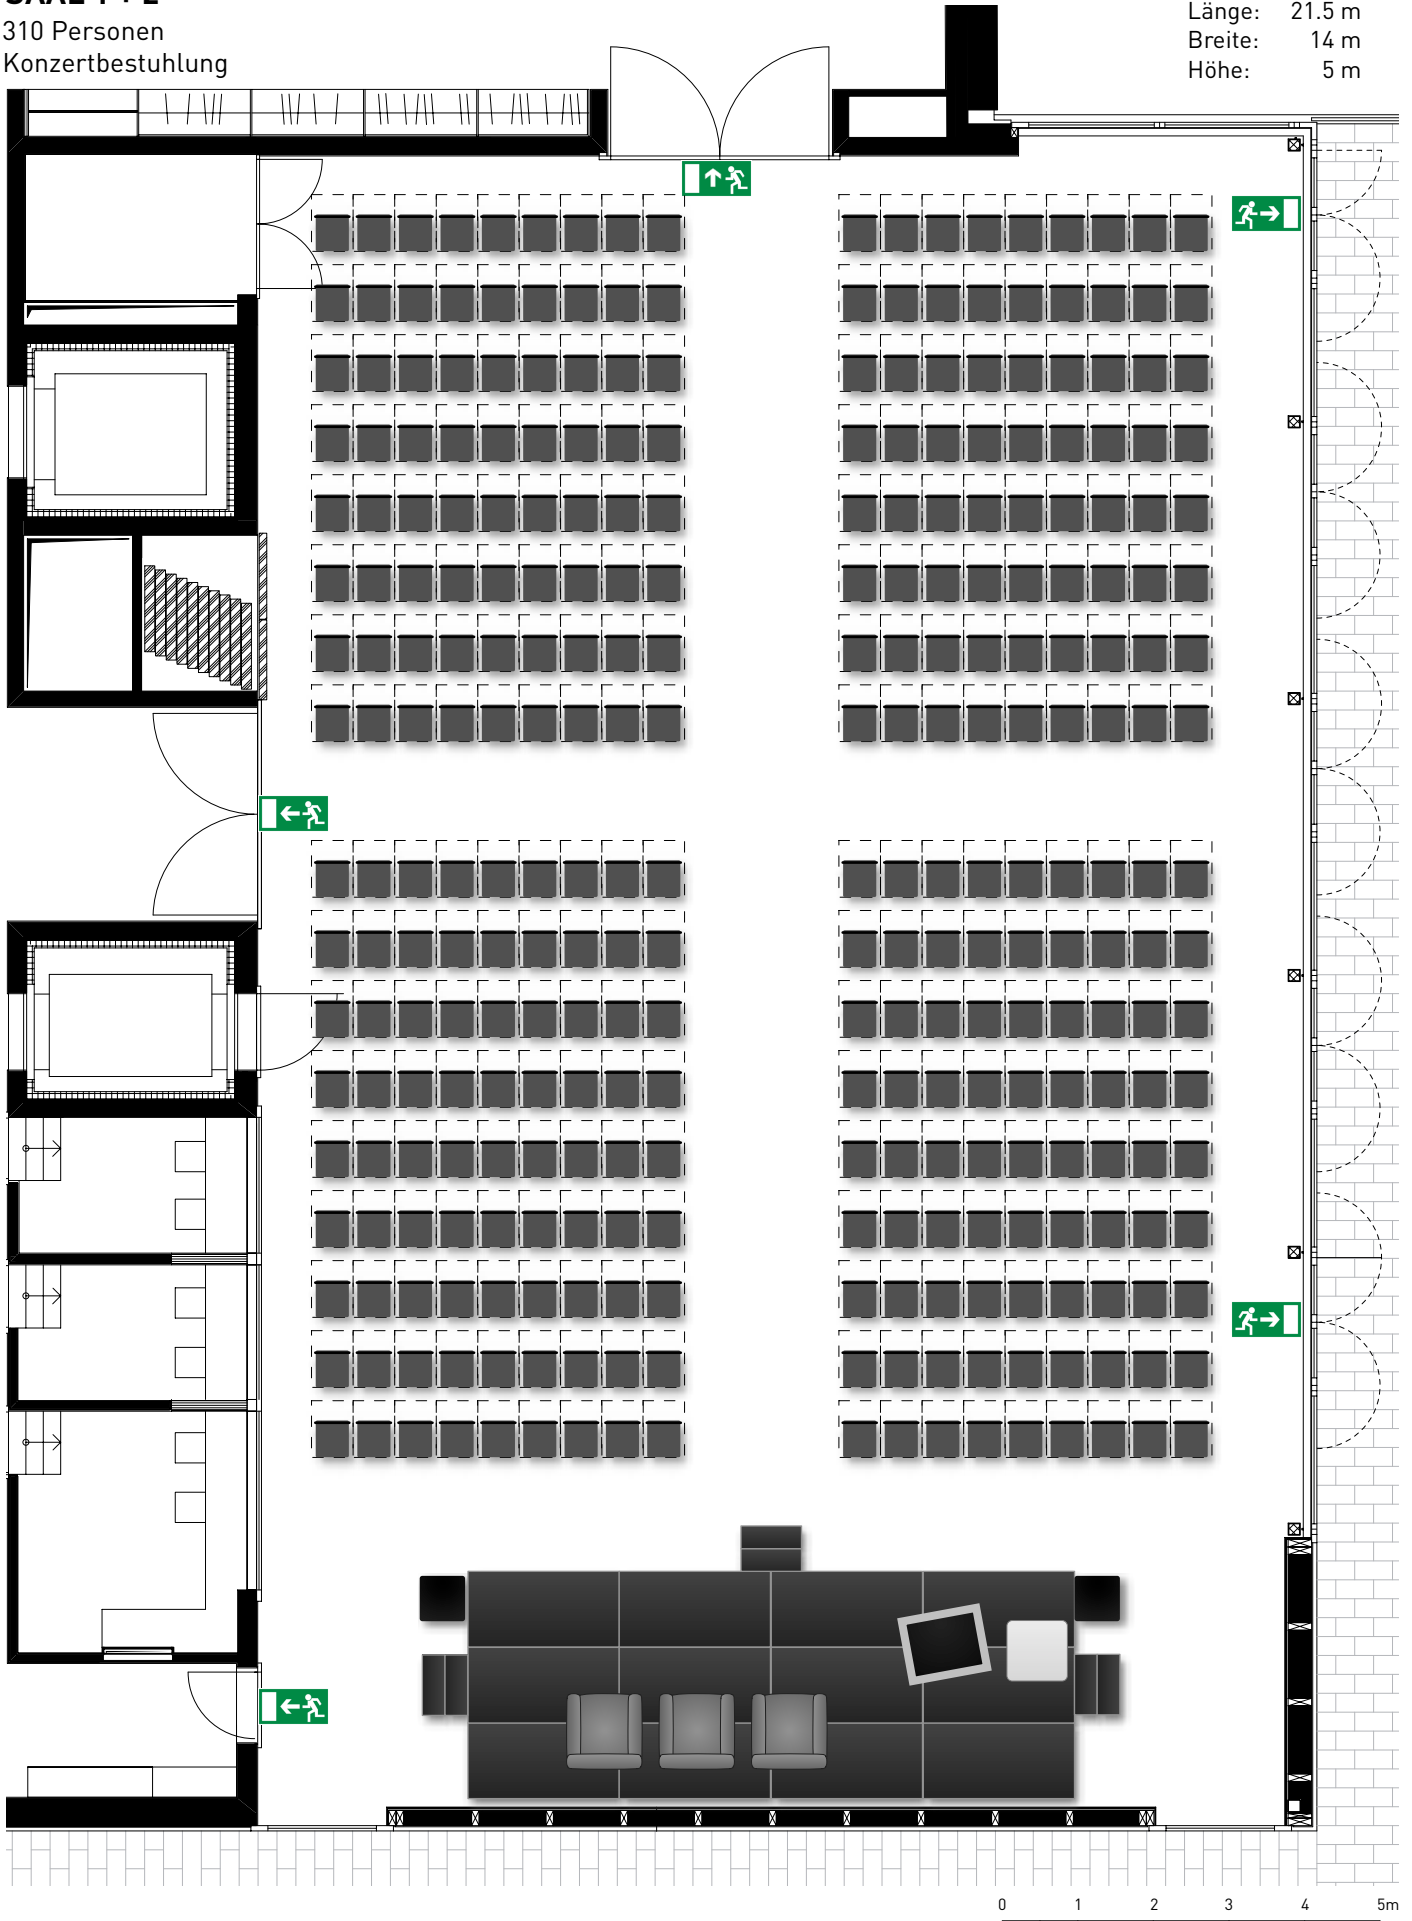 310 Personen
Konzertbestuhlung
Länge: 21.5 m
Breite: 14 m
Höhe: 5 m
0 1 2 3 4 5m